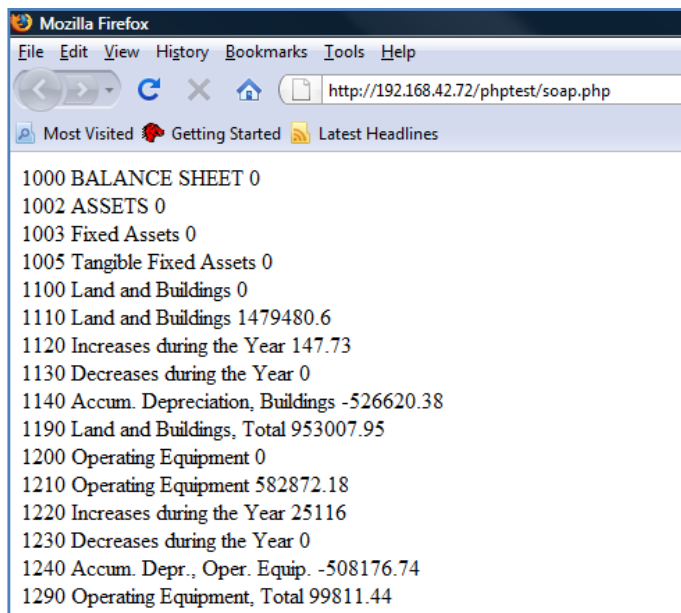 Mozilla Firefox
File Edit View History Bookmarks Tools Help
http://192.168.42.72/phptest/soap.php
Most Visited Getting Started Latest Headlines
1000 BALANCE SHEET 0
1002 ASSETS 0
1003 Fixed Assets 0
1005 Tangible Fixed Assets 0
1100 Land and Buildings 0
1110 Land and Buildings 1479480.6
1120 Increases during the Year 147.73
1130 Decreases during the Year 0
1140 Accum. Depreciation, Buildings -526620.38
1190 Land and Buildings, Total 953007.95
1200 Operating Equipment 0
1210 Operating Equipment 582872.18
1220 Increases during the Year 25116
1230 Decreases during the Year 0
1240 Accum. Depr., Oper. Equip. -508176.74
1290 Operating Equipment, Total 99811.44